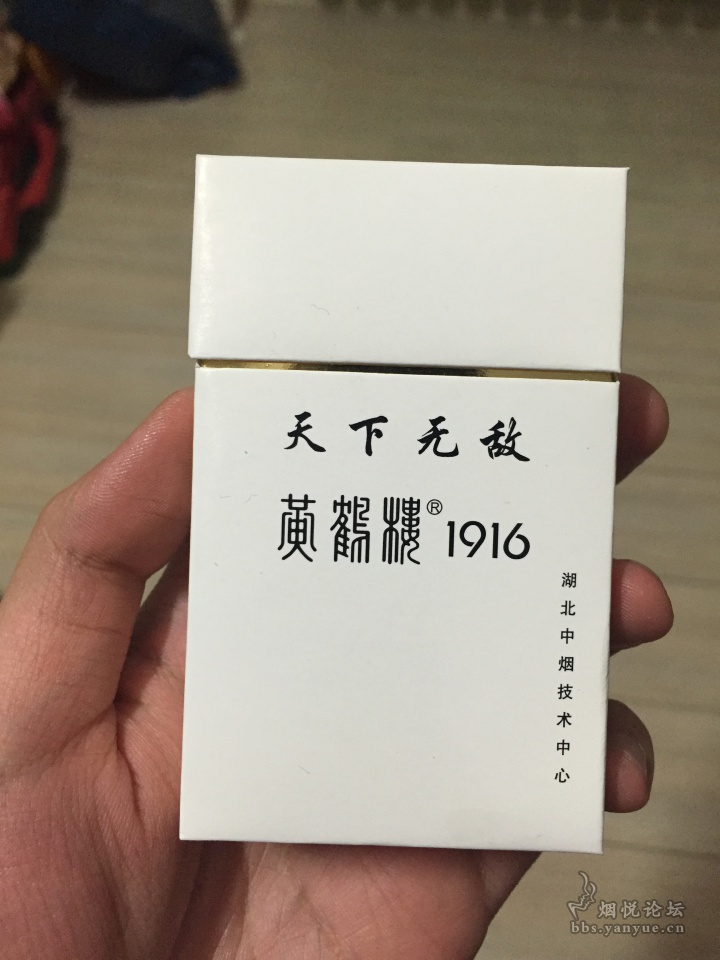 天下无敌
黄鹤樓® 1916
湖北中烟技术中心
烟悦论坛
bbs.yanyue.cn